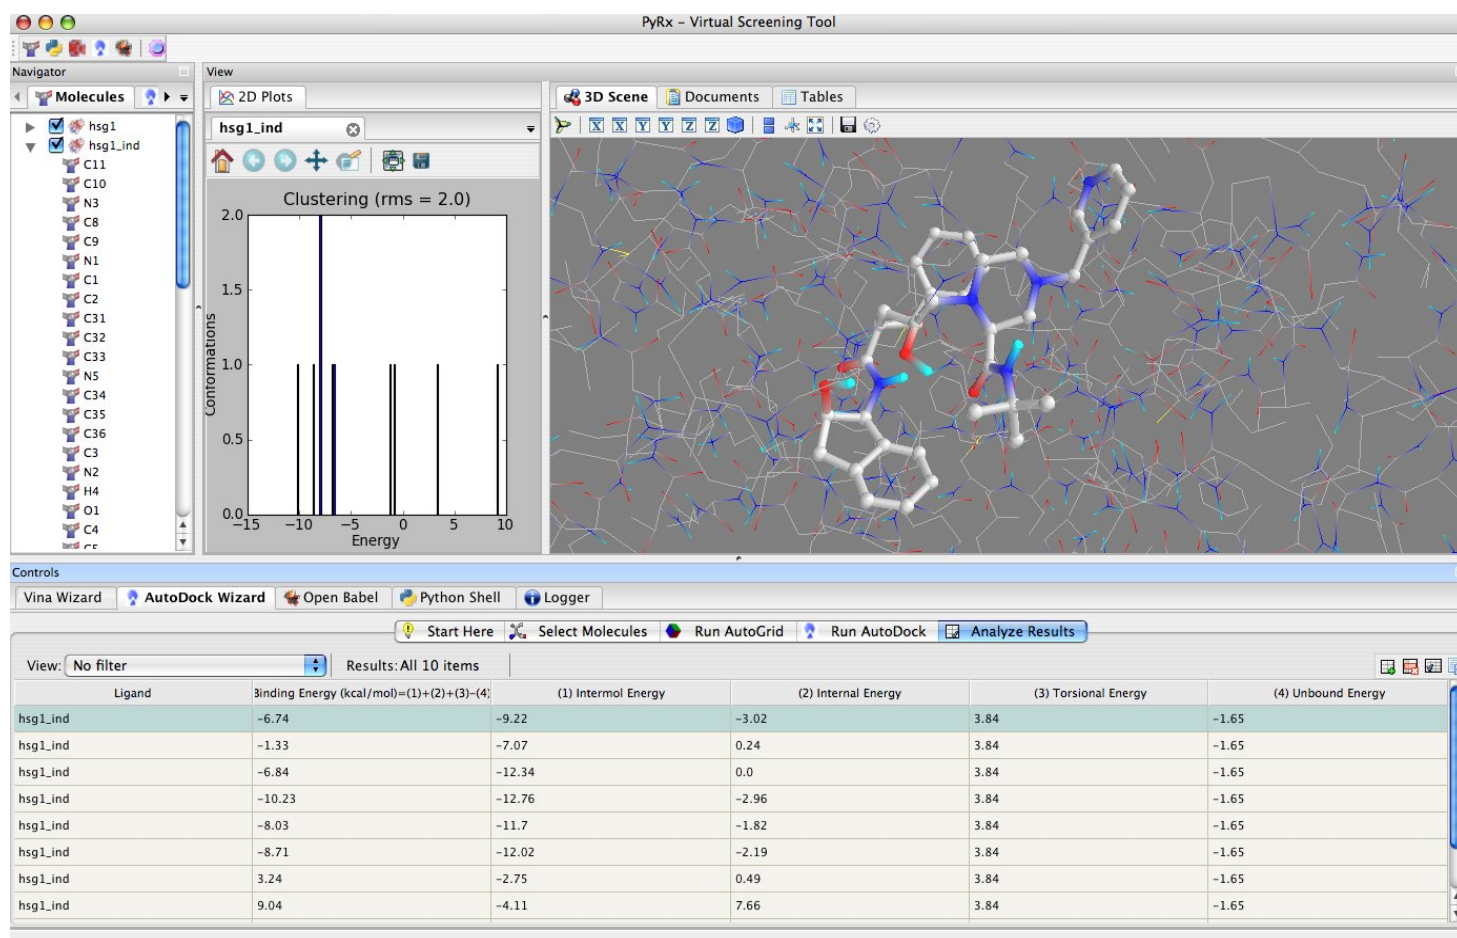 PyRx – Virtual Screening Tool
Navigator
View
Molecules
2D Plots
3D Scene
Documents
Tables
hsg1
hsg1_ind
C11
C10
N3
C8
C9
N1
C1
C2
C31
C32
C33
N5
C34
C35
C36
C3
N2
H4
O1
C4
hsg1_ind
X X Y Y Z Z
Clustering (rms = 2.0)
2.0
1.5
1.0
0.5
0.0
Conformations
−15 −10 −5 0 5 10
Energy
Controls
Vina Wizard
AutoDock Wizard
Open Babel
Python Shell
Logger
Start Here
Select Molecules
Run AutoGrid
Run AutoDock
Analyze Results
View: No filter
Results: All 10 items
Ligand Binding Energy (kcal/mol)=(1)+(2)+(3)-(4) (1) Intermol Energy (2) Internal Energy (3) Torsional Energy (4) Unbound Energy
hsg1_ind −6.74 −9.22 −3.02 3.84 −1.65
hsg1_ind −1.33 −7.07 0.24 3.84 −1.65
hsg1_ind −6.84 −12.34 0.0 3.84 −1.65
hsg1_ind −10.23 −12.76 −2.96 3.84 −1.65
hsg1_ind −8.03 −11.7 −1.82 3.84 −1.65
hsg1_ind −8.71 −12.02 −2.19 3.84 −1.65
hsg1_ind 3.24 −2.75 0.49 3.84 −1.65
hsg1_ind 9.04 −4.11 7.66 3.84 −1.65